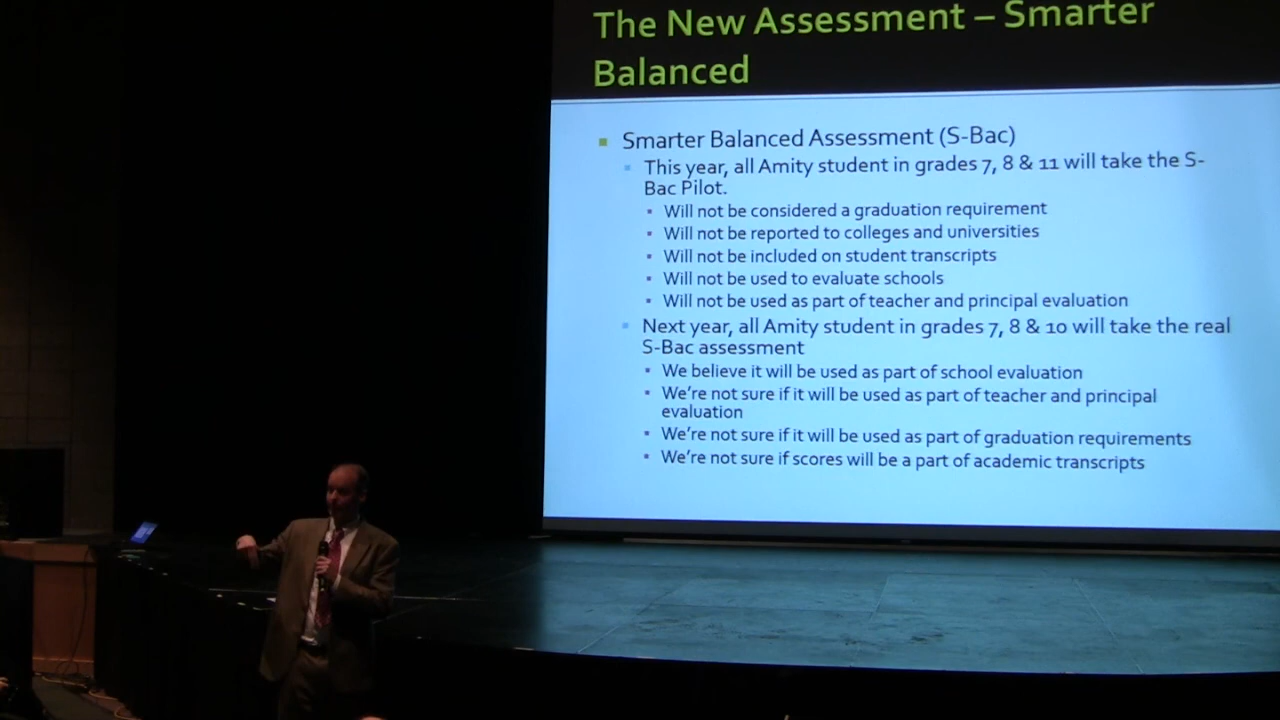 The New Assessment – Smarter
Balanced
Smarter Balanced Assessment (S-Bac)
This year, all Amity student in grades 7, 8 & 11 will take the S-
Bac Pilot.
Will not be considered a graduation requirement
Will not be reported to colleges and universities
Will not be included on student transcripts
Will not be used to evaluate schools
Will not be used as part of teacher and principal evaluation
Next year, all Amity student in grades 7, 8 & 10 will take the real
S-Bac assessment
We believe it will be used as part of school evaluation
We're not sure if it will be used as part of teacher and principal
evaluation
We're not sure if it will be used as part of graduation requirements
We're not sure if scores will be a part of academic transcripts